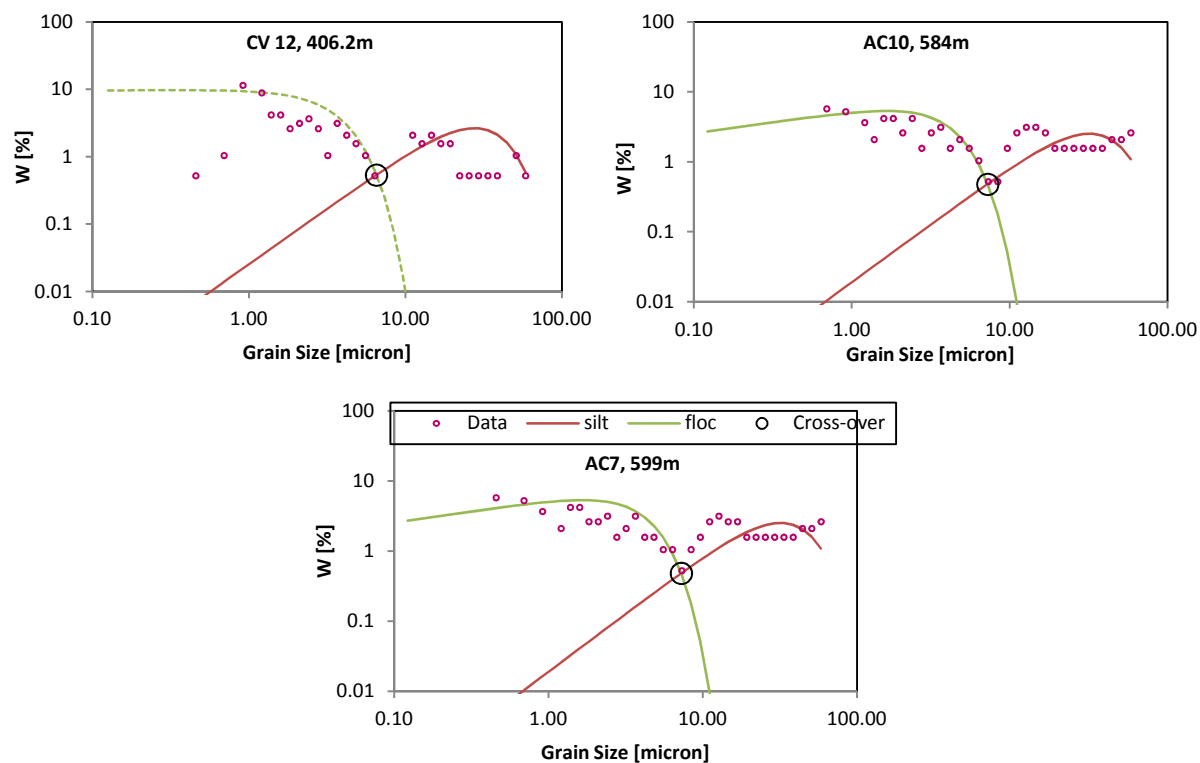 CV 12, 406.2m
W [%]
100
10
1
0.1
0.01
0.10 1.00 10.00 100.00
Grain Size [micron]
AC10, 584m
W [%]
100
10
1
0.1
0.01
0.10 1.00 10.00 100.00
Grain Size [micron]
Data silt floc Cross-over
AC7, 599m
W [%]
100
10
1
0.1
0.01
0.10 1.00 10.00 100.00
Grain Size [micron]